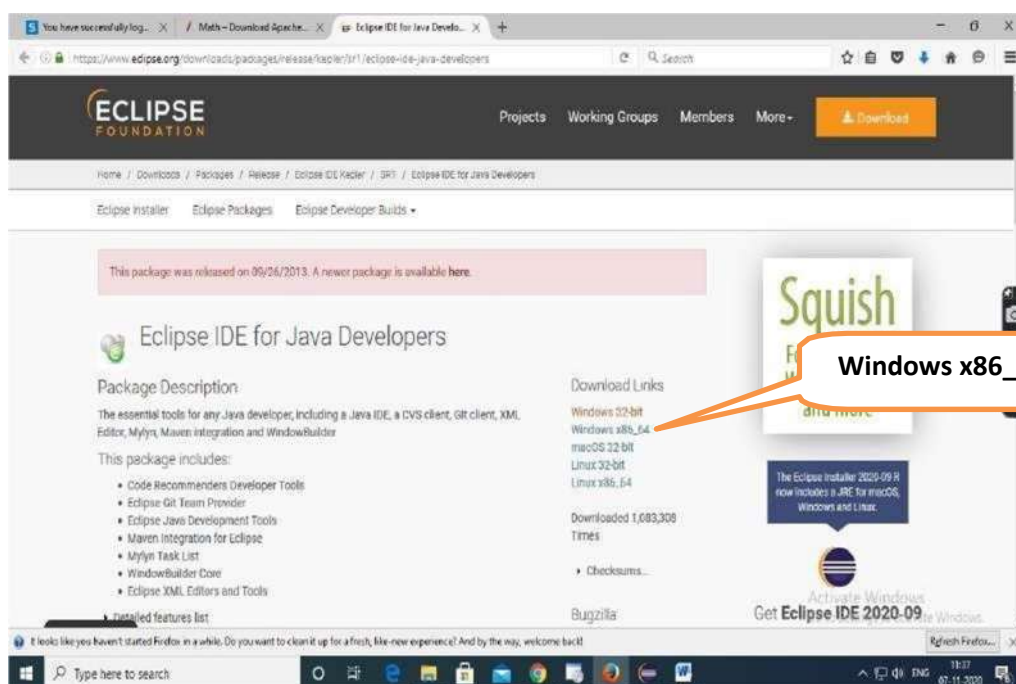 You have successfully log...
Math – Download Apache...
Eclipse IDE for Java Develo...
https://www.eclipse.org/downloads/packages/release/kepler/sr1/eclipse-ide-java-developers
Search
ECLIPSE
FOUNDATION
Projects
Working Groups
Members
More
Download
Home / Downloads / Packages / Release / Eclipse IDE Kepler / SR1 / Eclipse IDE for Java Developers
Eclipse Installer
Eclipse Packages
Eclipse Developer Builds
This package was released on 09/26/2013. A newer package is available here.
Eclipse IDE for Java Developers
Package Description
The essential tools for any Java developer, including a Java IDE, a CVS client, Git client, XML
Editor, Mylyn, Maven integration and WindowBuilder
This package includes:
• Code Recommenders Developer Tools
• Eclipse Git Team Provider
• Eclipse Java Development Tools
• Maven Integration for Eclipse
• Mylyn Task List
• WindowBuilder Core
• Eclipse XML Editors and Tools
Detailed features list
Download Links
Windows 32-bit
Windows x86_64
macOS 32-bit
Linux 32-bit
Linux x86_64
Downloaded 1,083,308
Times
Checksums...
Bugzilla
Squish
and more
Windows x86_
The Eclipse Installer 2020-09 R
now includes a JRE for macOS,
Windows and Linux.
Activate Windows
Get Eclipse IDE 2020-09
Windows.
It looks like you haven't started Firefox in a while. Do you want to clean it up for a fresh, like-new experience? And by the way, welcome back!
Refresh Firefox...
Type here to search
ENG
11:37
07-11-2020